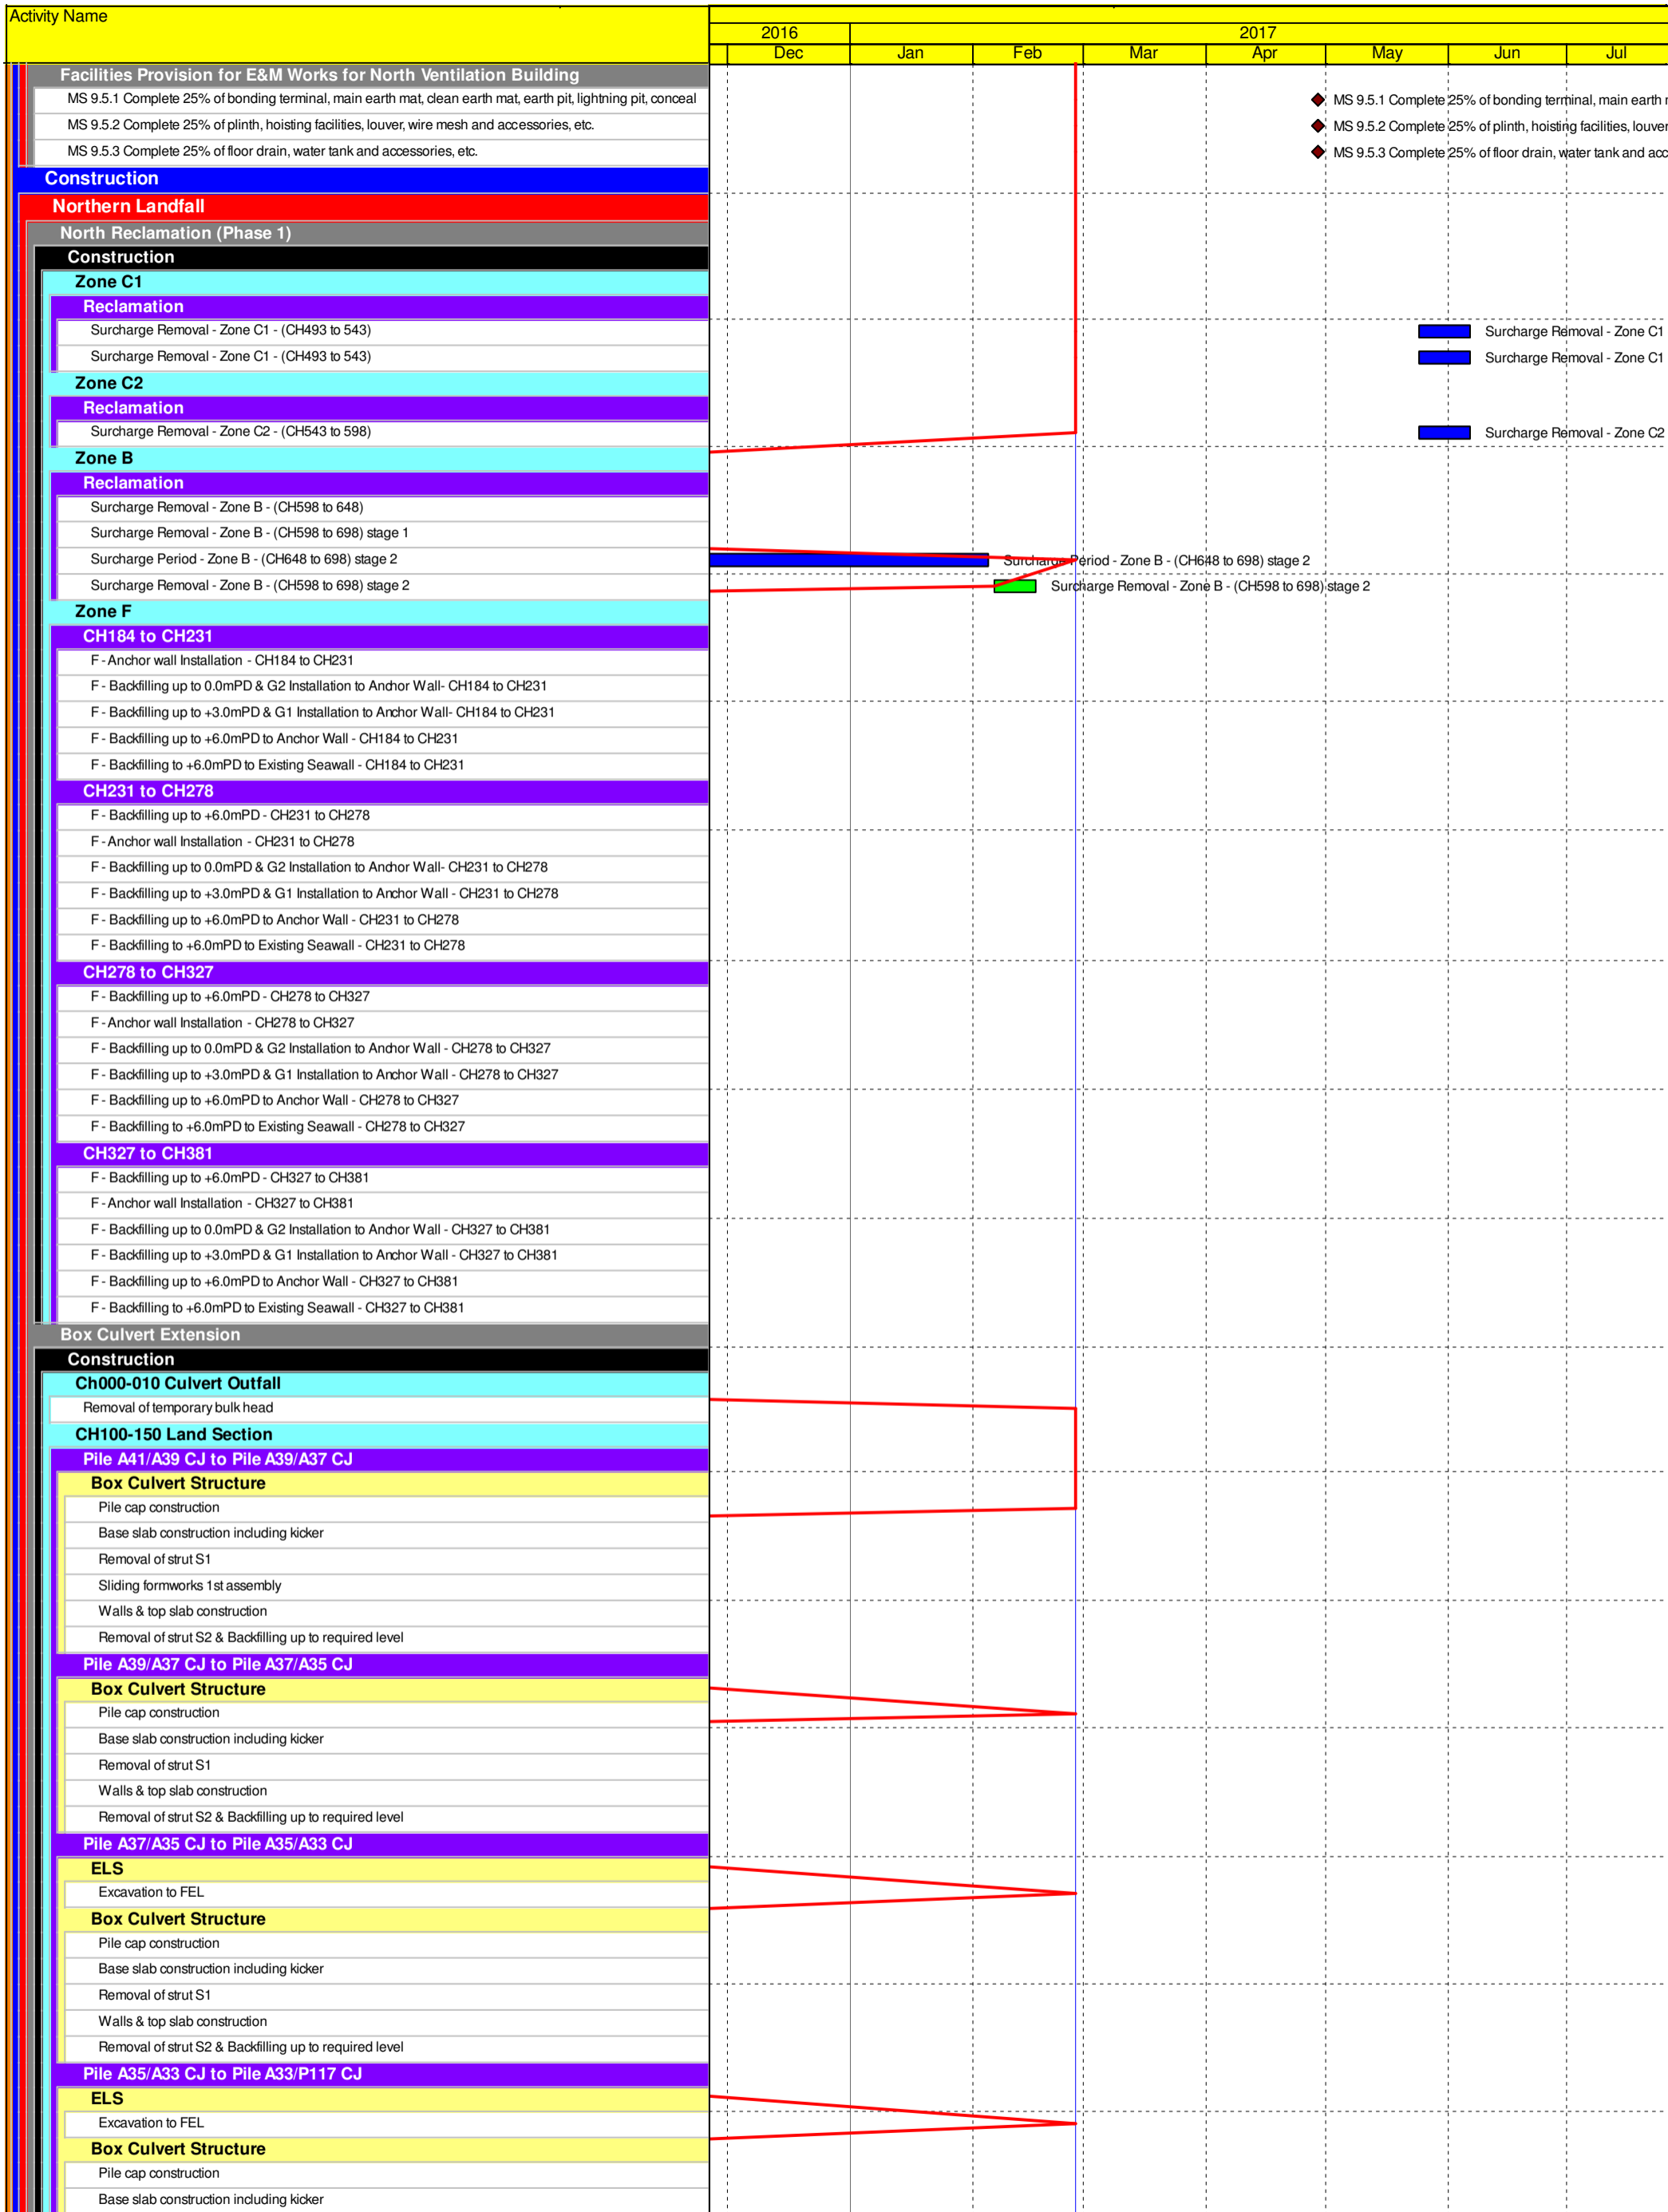 Activity Name
2016 2017
Dec Jan Feb Mar Apr May Jun Jul
Facilities Provision for E&M Works for North Ventilation Building
MS 9.5.1 Complete 25% of bonding terminal, main earth mat, clean earth mat, earth pit, lightning pit, conceal
MS 9.5.1 Complete 25% of bonding terminal, main earth
MS 9.5.2 Complete 25% of plinth, hoisting facilities, louver, wire mesh and accessories, etc.
MS 9.5.2 Complete 25% of plinth, hoisting facilities, louver
MS 9.5.3 Complete 25% of floor drain, water tank and accessories, etc.
MS 9.5.3 Complete 25% of floor drain, water tank and acc
Construction
Northern Landfall
North Reclamation (Phase 1)
Construction
Zone C1
Reclamation
Surcharge Removal - Zone C1 - (CH493 to 543)
Surcharge Removal - Zone C1
Surcharge Removal - Zone C1 - (CH493 to 543)
Surcharge Removal - Zone C1
Zone C2
Reclamation
Surcharge Removal - Zone C2 - (CH543 to 598)
Surcharge Removal - Zone C2
Zone B
Reclamation
Surcharge Removal - Zone B - (CH598 to 648)
Surcharge Removal - Zone B - (CH598 to 698) stage 1
Surcharge Period - Zone B - (CH648 to 698) stage 2
Surcharge Period - Zone B - (CH648 to 698) stage 2
Surcharge Removal - Zone B - (CH598 to 698) stage 2
Surcharge Removal - Zone B - (CH598 to 698) stage 2
Zone F
CH184 to CH231
F - Anchor wall Installation - CH184 to CH231
F - Backfilling up to 0.0mPD & G2 Installation to Anchor Wall- CH184 to CH231
F - Backfilling up to +3.0mPD & G1 Installation to Anchor Wall- CH184 to CH231
F - Backfilling up to +6.0mPD to Anchor Wall - CH184 to CH231
F - Backfilling to +6.0mPD to Existing Seawall - CH184 to CH231
CH231 to CH278
F - Backfilling up to +6.0mPD - CH231 to CH278
F - Anchor wall Installation - CH231 to CH278
F - Backfilling up to 0.0mPD & G2 Installation to Anchor Wall- CH231 to CH278
F - Backfilling up to +3.0mPD & G1 Installation to Anchor Wall - CH231 to CH278
F - Backfilling up to +6.0mPD to Anchor Wall - CH231 to CH278
F - Backfilling to +6.0mPD to Existing Seawall - CH231 to CH278
CH278 to CH327
F - Backfilling up to +6.0mPD - CH278 to CH327
F - Anchor wall Installation - CH278 to CH327
F - Backfilling up to 0.0mPD & G2 Installation to Anchor Wall - CH278 to CH327
F - Backfilling up to +3.0mPD & G1 Installation to Anchor Wall - CH278 to CH327
F - Backfilling up to +6.0mPD to Anchor Wall - CH278 to CH327
F - Backfilling to +6.0mPD to Existing Seawall - CH278 to CH327
CH327 to CH381
F - Backfilling up to +6.0mPD - CH327 to CH381
F - Anchor wall Installation - CH327 to CH381
F - Backfilling up to 0.0mPD & G2 Installation to Anchor Wall - CH327 to CH381
F - Backfilling up to +3.0mPD & G1 Installation to Anchor Wall - CH327 to CH381
F - Backfilling up to +6.0mPD to Anchor Wall - CH327 to CH381
F - Backfilling to +6.0mPD to Existing Seawall - CH327 to CH381
Box Culvert Extension
Construction
Ch000-010 Culvert Outfall
Removal of temporary bulk head
CH100-150 Land Section
Pile A41/A39 CJ to Pile A39/A37 CJ
Box Culvert Structure
Pile cap construction
Base slab construction including kicker
Removal of strut S1
Sliding formworks 1st assembly
Walls & top slab construction
Removal of strut S2 & Backfilling up to required level
Pile A39/A37 CJ to Pile A37/A35 CJ
Box Culvert Structure
Pile cap construction
Base slab construction including kicker
Removal of strut S1
Walls & top slab construction
Removal of strut S2 & Backfilling up to required level
Pile A37/A35 CJ to Pile A35/A33 CJ
ELS
Excavation to FEL
Box Culvert Structure
Pile cap construction
Base slab construction including kicker
Removal of strut S1
Walls & top slab construction
Removal of strut S2 & Backfilling up to required level
Pile A35/A33 CJ to Pile A33/P117 CJ
ELS
Excavation to FEL
Box Culvert Structure
Pile cap construction
Base slab construction including kicker